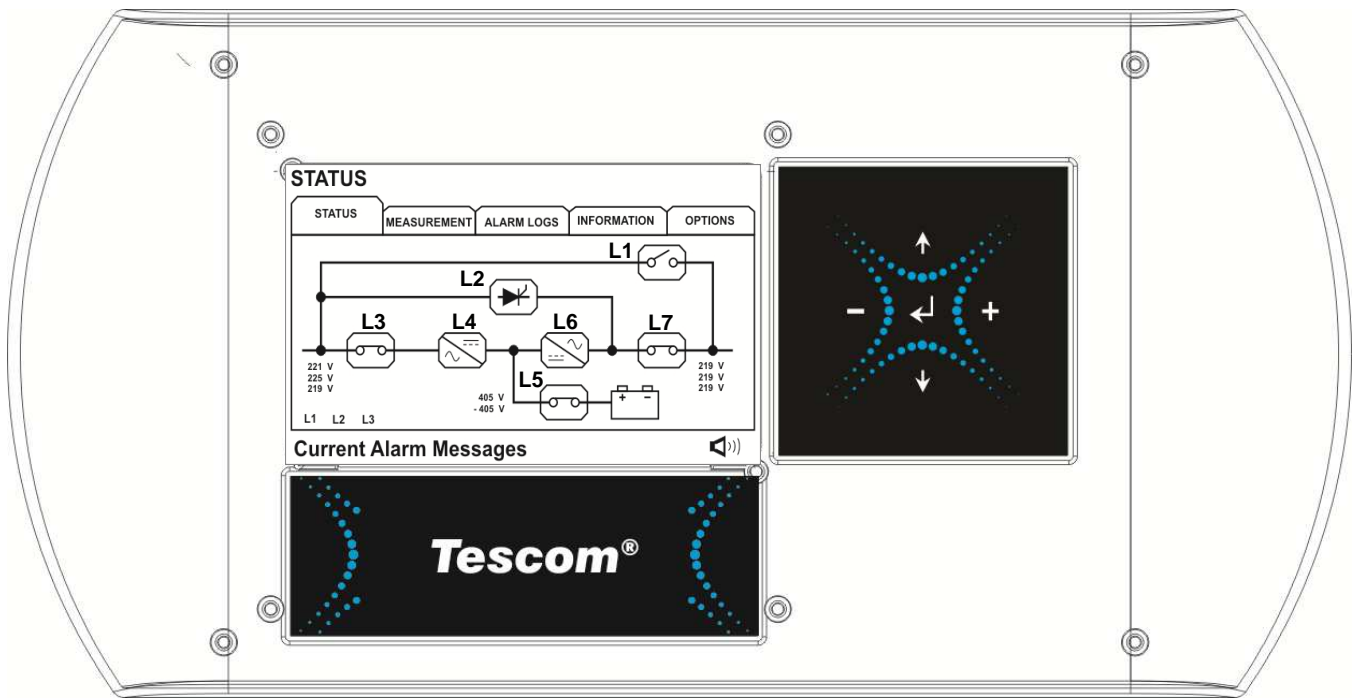 STATUS
STATUS MEASUREMENT ALARM LOGS INFORMATION OPTIONS
L1
L2
L3 L4 L6 L7
221 V
225 V
219 V
219 V
219 V
219 V
L5
405 V
- 405 V
+ −
L1 L2 L3
Current Alarm Messages
− +
Tescom®